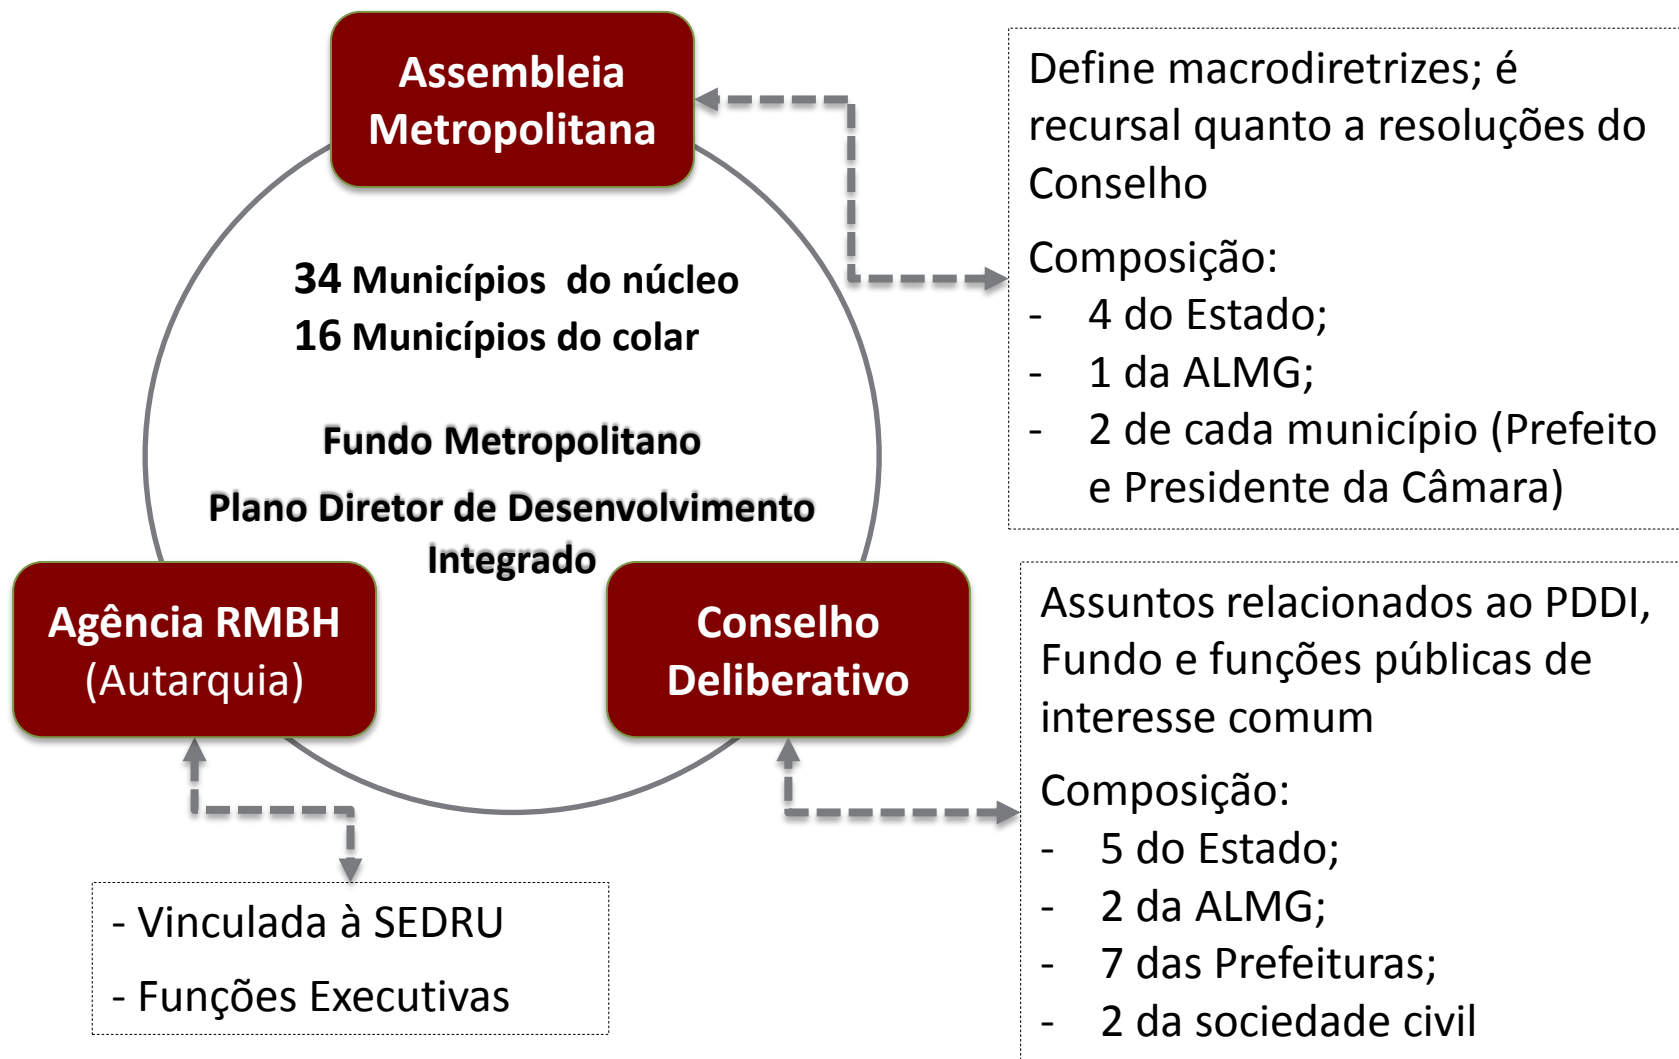 Assembleia
Metropolitana
34 Municípios do núcleo
16 Municípios do colar
Fundo Metropolitano
Plano Diretor de Desenvolvimento
Integrado
Agência RMBH
(Autarquia)
Conselho
Deliberativo
Define macrodiretrizes; é
recursal quanto a resoluções do
Conselho
Composição:
- 4 do Estado;
- 1 da ALMG;
- 2 de cada município (Prefeito
e Presidente da Câmara)
Assuntos relacionados ao PDDI,
Fundo e funções públicas de
interesse comum
Composição:
- 5 do Estado;
- 2 da ALMG;
- 7 das Prefeituras;
- 2 da sociedade civil
- Vinculada à SEDRU
- Funções Executivas